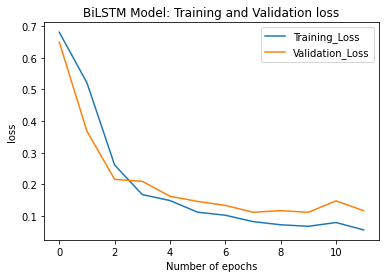 BiLSTM Model: Training and Validation loss
Training_Loss
Validation_Loss
loss
0.7
0.6
0.5
0.4
0.3
0.2
0.1
0 2 4 6 8 10
Number of epochs